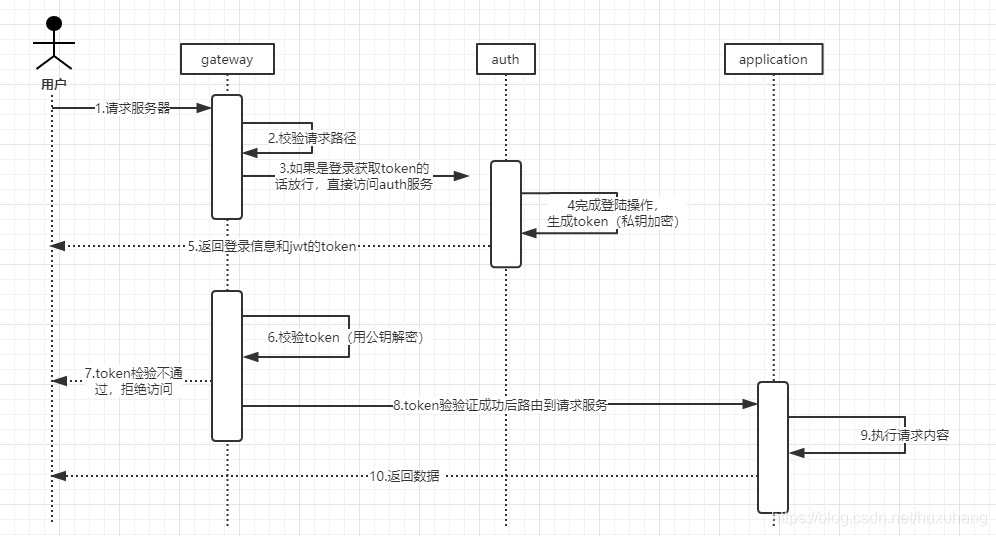 gateway
auth
application
用户
1.请求服务器
2.校验请求路径
3.如果是登录获取token的
话放行，直接访问auth服务
4完成登陆操作，
生成token（私钥加密）
5.返回登录信息和jwt的token
6.校验token（用公钥解密）
7.token检验不通
过，拒绝访问
8.token验验证成功后路由到请求服务
9.执行请求内容
10.返回数据
https://blog.csdn.net/huxuhang